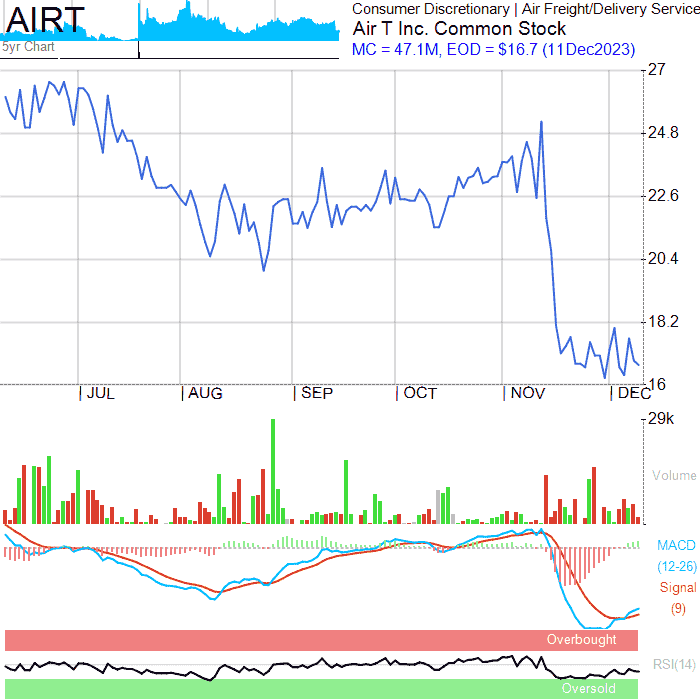 AIRT
5yr Chart
Consumer Discretionary | Air Freight/Delivery Service
Air T Inc. Common Stock
MC = 47.1M, EOD = $16.7 (11Dec2023)
27
24.8
22.6
20.4
18.2
16
JUL
AUG
SEP
OCT
NOV
DEC
29k
Volume
MACD
(12-26)
Signal
(9)
Overbought
RSI(14)
Oversold